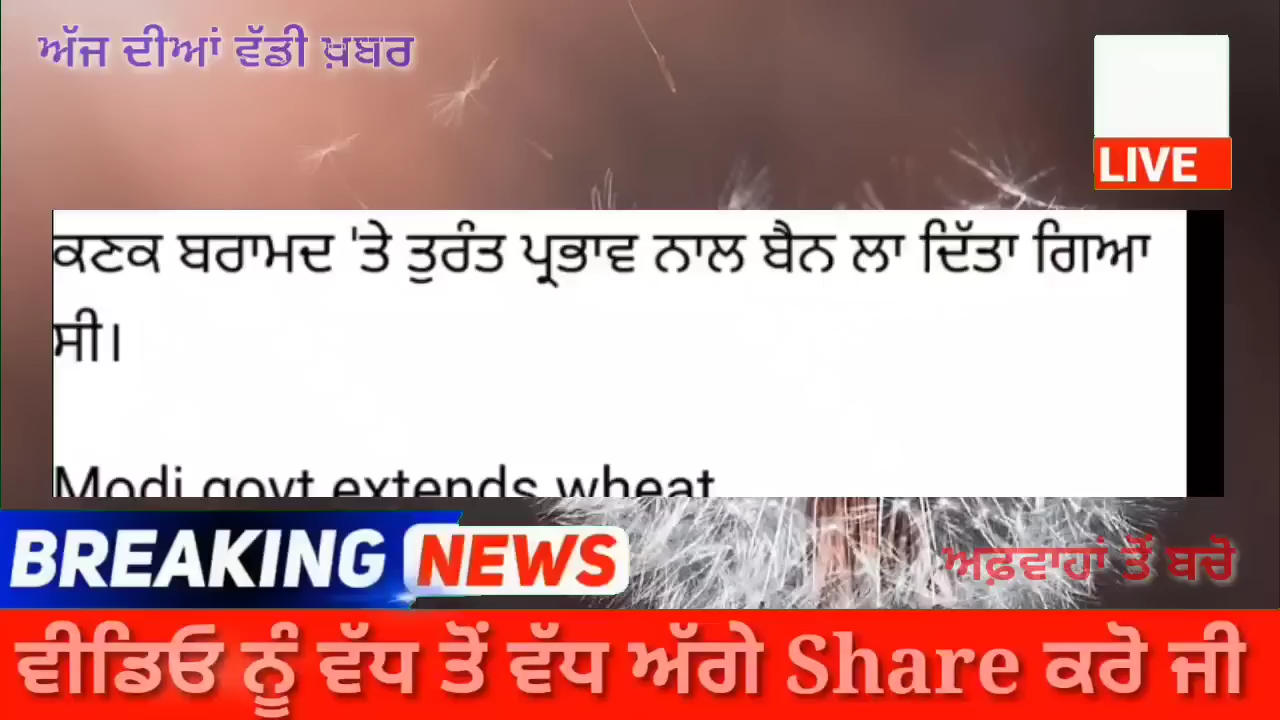 ਅੱਜ ਦੀਆਂ ਵੱਡੀ ਖ਼ਬਰ
LIVE
ਕਣਕ ਬਰਾਮਦ 'ਤੇ ਤੁਰੰਤ ਪ੍ਰਭਾਵ ਨਾਲ ਬੈਨ ਲਾ ਦਿੱਤਾ ਗਿਆ
ਸੀ।
Modi govt extends wheat
BREAKING NEWS
ਅਫ਼ਵਾਹਾਂ ਤੋਂ ਬਚੋ
ਵੀਡਿਓ ਨੂੰ ਵੱਧ ਤੋਂ ਵੱਧ ਅੱਗੇ Share ਕਰੋ ਜੀ